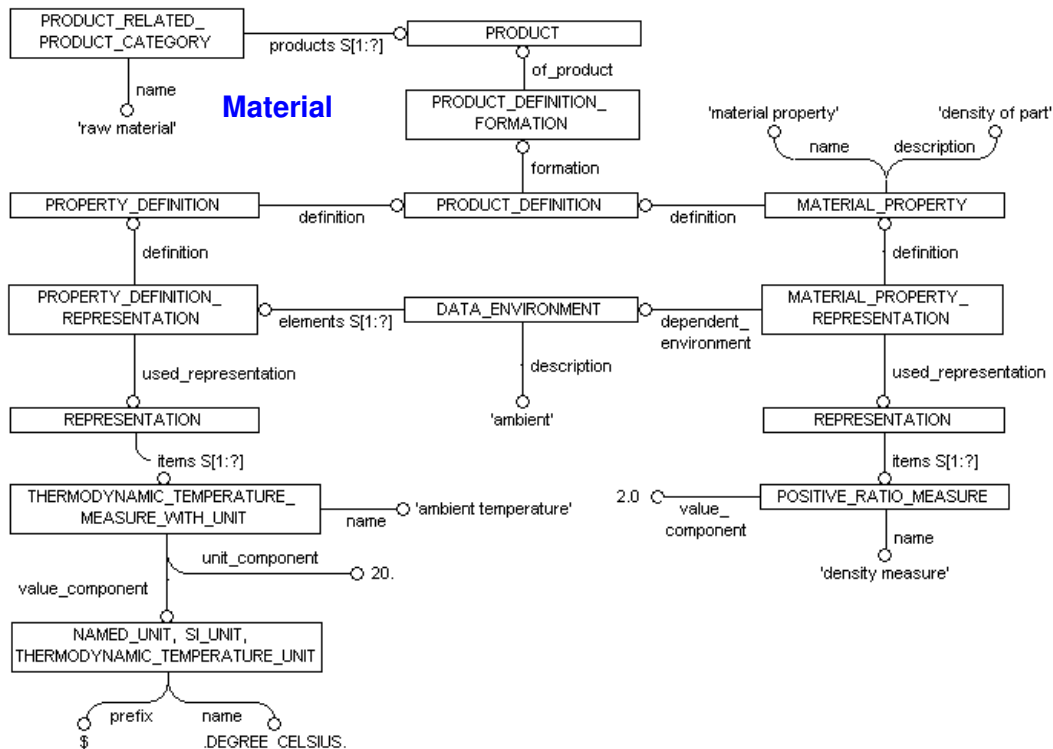 PRODUCT_RELATED_
PRODUCT_CATEGORY
products S[1:?]
PRODUCT
of_product
name
'raw material'
Material
PRODUCT_DEFINITION_
FORMATION
'material property'
'density of part'
name
description
formation
PROPERTY_DEFINITION
definition
PRODUCT_DEFINITION
definition
MATERIAL_PROPERTY
definition
definition
PROPERTY_DEFINITION_
REPRESENTATION
elements S[1:?]
DATA_ENVIRONMENT
dependent_
environment
MATERIAL_PROPERTY_
REPRESENTATION
used_representation
description
used_representation
REPRESENTATION
'ambient'
REPRESENTATION
items S[1:?]
items S[1:?]
THERMODYNAMIC_TEMPERATURE_
MEASURE_WITH_UNIT
name
'ambient temperature'
2.0
value_
component
POSITIVE_RATIO_MEASURE
name
'density measure'
unit_component
20.
value_component
NAMED_UNIT, SI_UNIT,
THERMODYNAMIC_TEMPERATURE_UNIT
prefix
name
$
.DEGREE_CELSIUS.